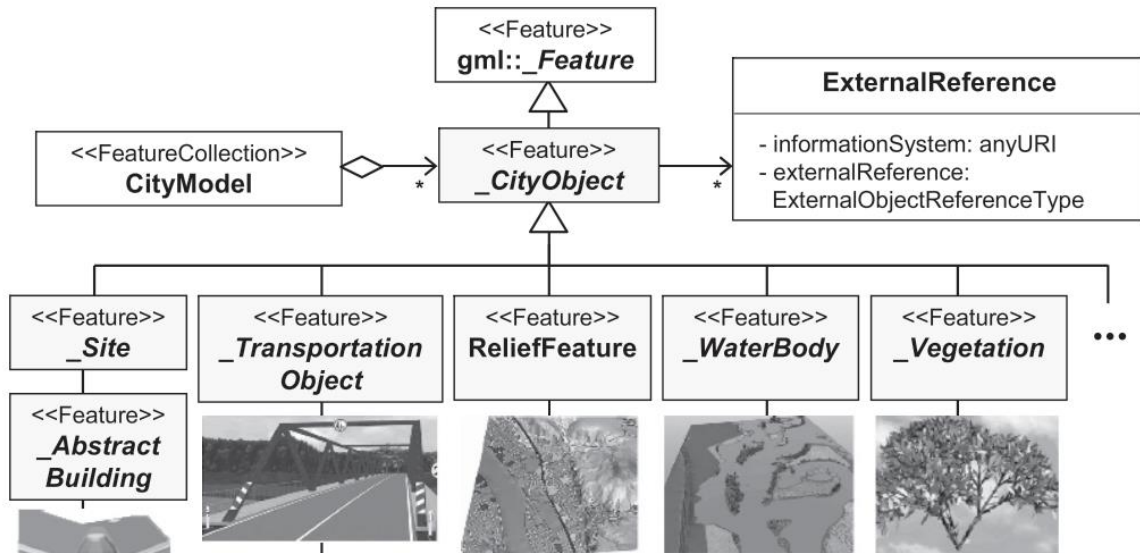 <<Feature>>
gml::_Feature
ExternalReference
- informationSystem: anyURI
- externalReference:
ExternalObjectReferenceType
<<FeatureCollection>>
CityModel
*
<<Feature>>
_CityObject
*
<<Feature>>
_Site
<<Feature>>
_Transportation
Object
<<Feature>>
ReliefFeature
<<Feature>>
_WaterBody
<<Feature>>
_Vegetation
...
<<Feature>>
_Abstract
Building